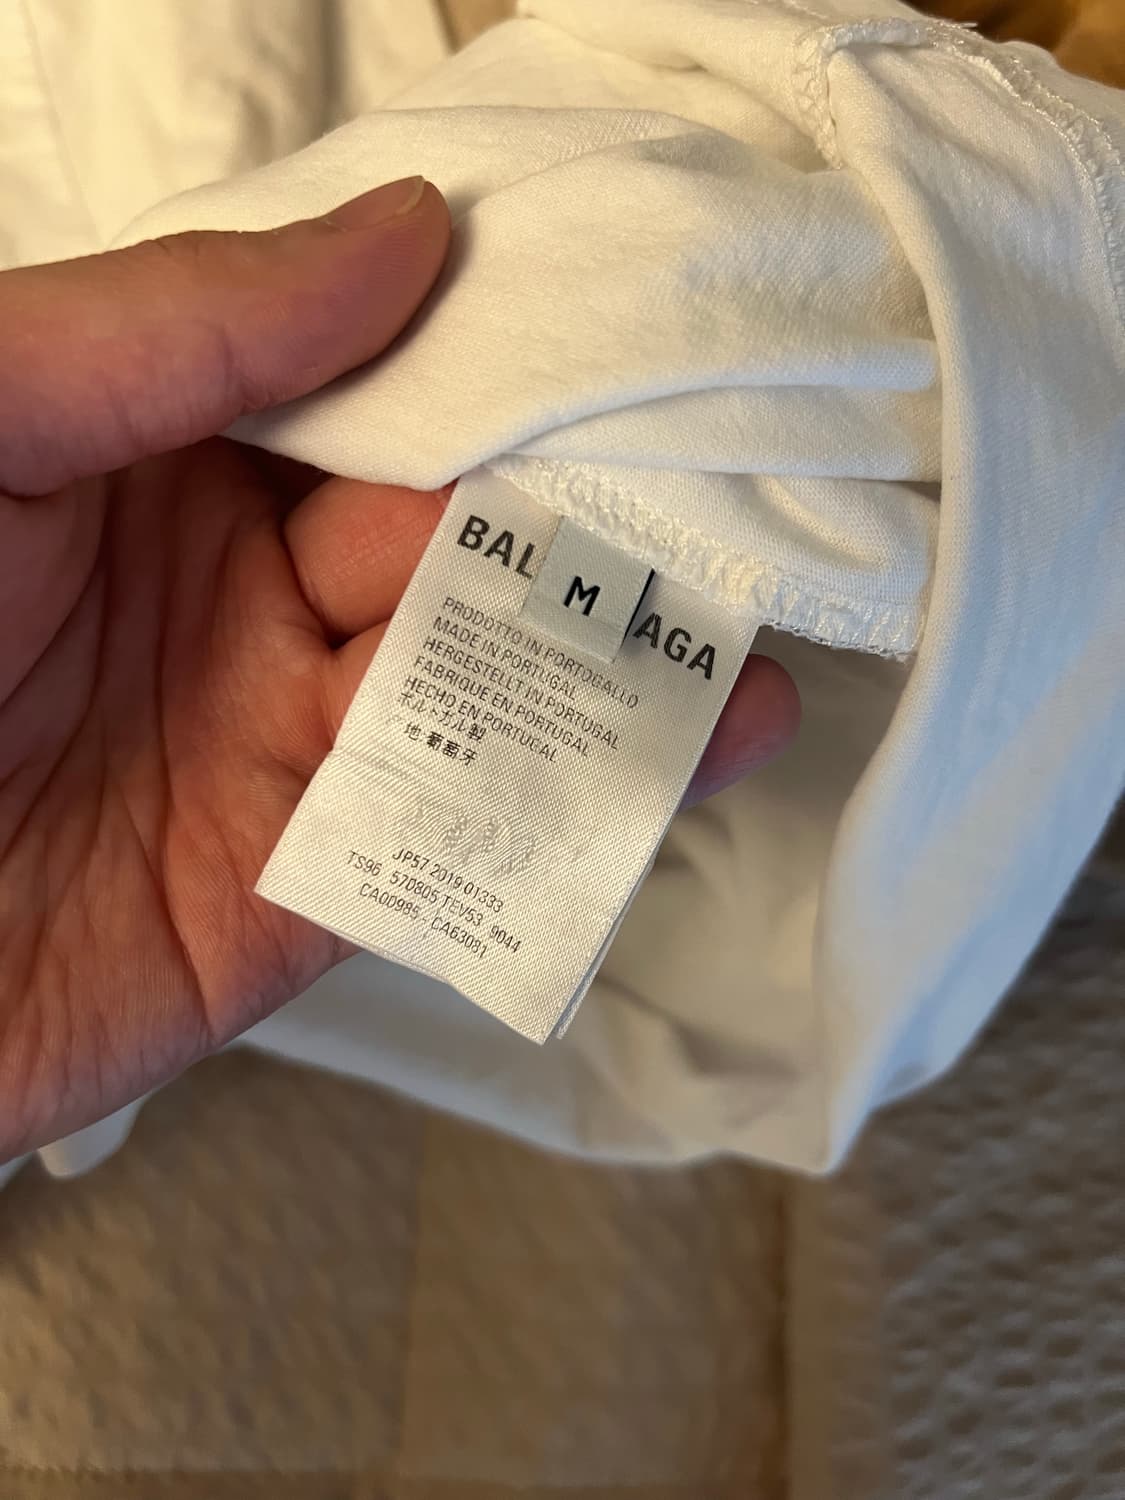 BAL M AGA
PRODOTTO IN PORTOGALLO
MADE IN PORTUGAL
HERGESTELLT IN PORTUGAL
FABRIQUE EN PORTUGAL
HECHO EN PORTUGAL
ポルトガル製
地:葡萄牙
JP57 2019 01333
TS96 570805 TEV53 9044
CA00985 - CA63081